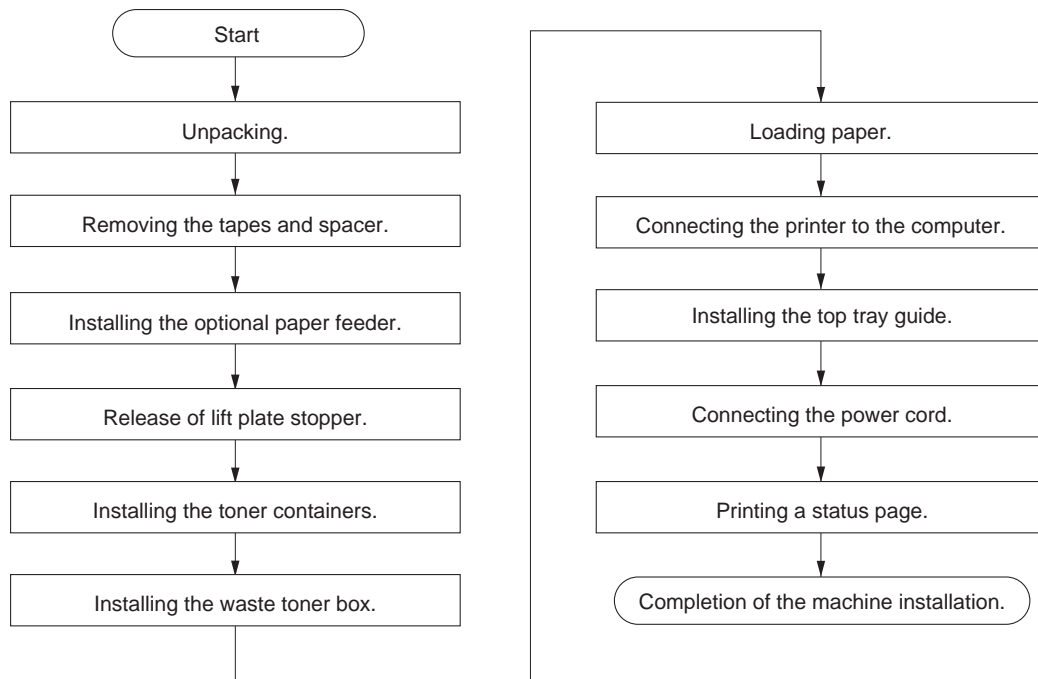 Start
Unpacking.
Removing the tapes and spacer.
Installing the optional paper feeder.
Release of lift plate stopper.
Installing the toner containers.
Installing the waste toner box.
Loading paper.
Connecting the printer to the computer.
Installing the top tray guide.
Connecting the power cord.
Printing a status page.
Completion of the machine installation.